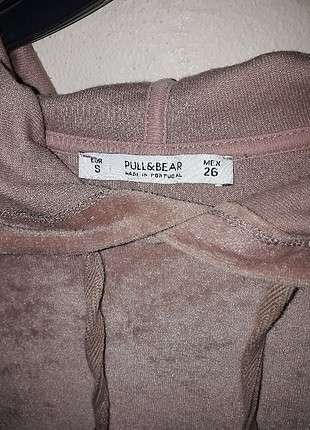 EUR
S
PULL&BEAR
MADE IN PORTUGAL
MEX
26